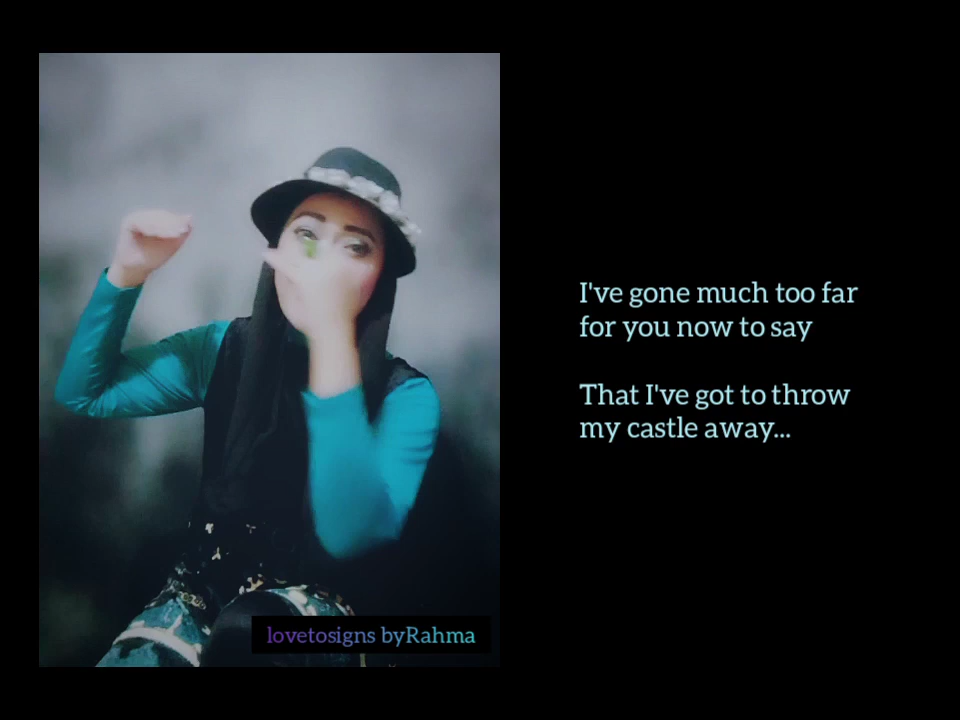 I've gone much too far
for you now to say
That I've got to throw
my castle away...
lovetosigns byRahma